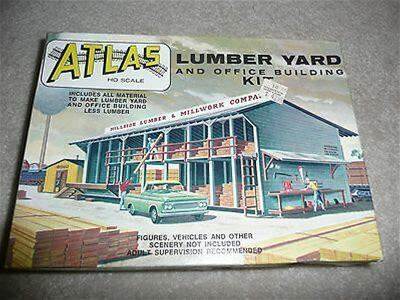 ATLAS
HO SCALE
LUMBER YARD
AND OFFICE BUILDING
INCLUDES ALL MATERIAL
TO MAKE LUMBER YARD
AND OFFICE BUILDING
LESS LUMBER
HILLSIDE LUMBER & MILLWORK COMPA
FIGURES, VEHICLES AND OTHER
SCENERY NOT INCLUDED
ADULT SUPERVISION RECOMMENDED